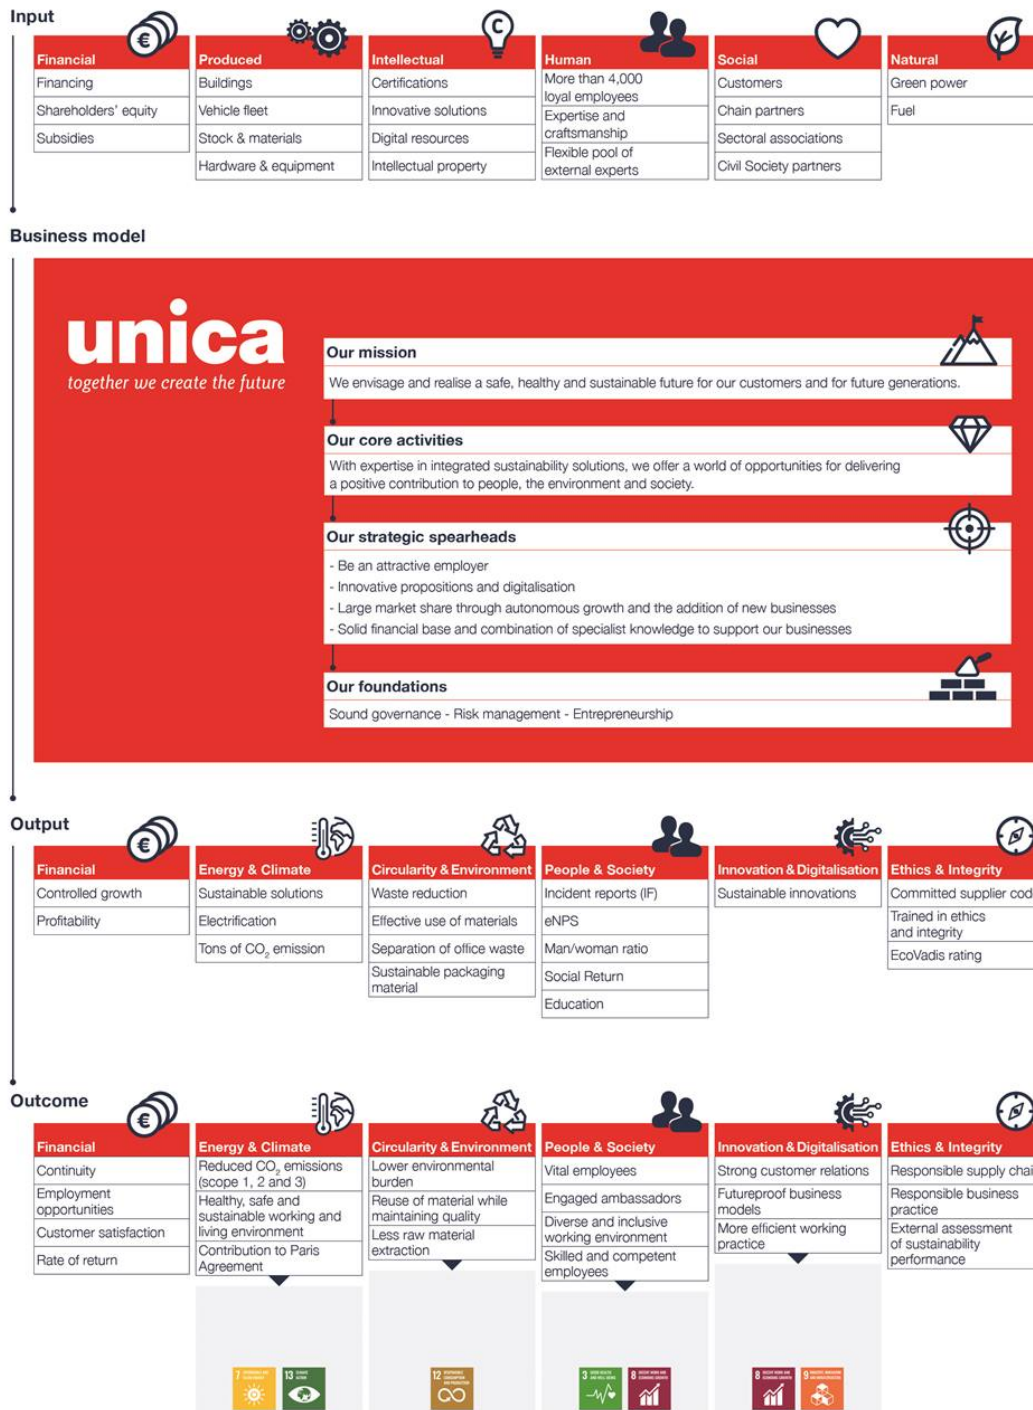 Input
Financial
Financing
Shareholders' equity
Subsidies
Produced
Buildings
Vehicle fleet
Stock & materials
Hardware & equipment
Intellectual
Certifications
Innovative solutions
Digital resources
Intellectual property
Human
More than 4,000
loyal employees
Expertise and
craftsmanship
Flexible pool of
external experts
Social
Customers
Chain partners
Sectoral associations
Civil Society partners
Natural
Green power
Fuel
Business model
unica
together we create the future
Our mission
We envisage and realise a safe, healthy and sustainable future for our customers and for future generations.
Our core activities
With expertise in integrated sustainability solutions, we offer a world of opportunities for delivering
a positive contribution to people, the environment and society.
Our strategic spearheads
- Be an attractive employer
- Innovative propositions and digitalisation
- Large market share through autonomous growth and the addition of new businesses
- Solid financial base and combination of specialist knowledge to support our businesses
Our foundations
Sound governance - Risk management - Entrepreneurship
Output
Financial
Controlled growth
Profitability
Energy & Climate
Sustainable solutions
Electrification
Tons of CO₂ emission
Circularity & Environment
Waste reduction
Effective use of materials
Separation of office waste
Sustainable packaging
material
People & Society
Incident reports (IF)
eNPS
Man/woman ratio
Social Return
Education
Innovation & Digitalisation
Sustainable innovations
Ethics & Integrity
Committed supplier cod
Trained in ethics
and integrity
EcoVadis rating
Outcome
Financial
Continuity
Employment
opportunities
Customer satisfaction
Rate of return
Energy & Climate
Reduced CO₂ emissions
(scope 1, 2 and 3)
Healthy, safe and
sustainable working and
living environment
Contribution to Paris
Agreement
Circularity & Environment
Lower environmental
burden
Reuse of material while
maintaining quality
Less raw material
extraction
People & Society
Vital employees
Engaged ambassadors
Diverse and inclusive
working environment
Skilled and competent
employees
Innovation & Digitalisation
Strong customer relations
Futureproof business
models
More efficient working
practice
Ethics & Integrity
Responsible supply chai
Responsible business
practice
External assessment
of sustainability
performance
7
13
12
3
8
8
9